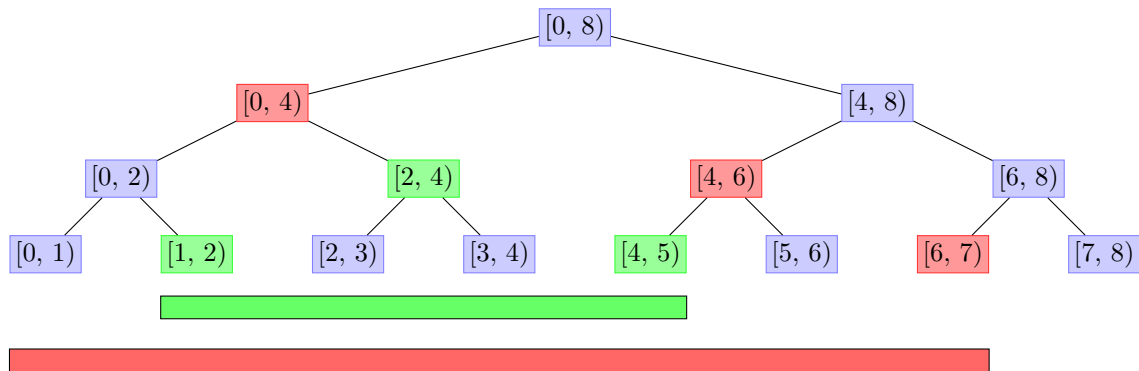 [0, 8)
[0, 4) [4, 8)
[0, 2) [2, 4) [4, 6) [6, 8)
[0, 1) [1, 2) [2, 3) [3, 4) [4, 5) [5, 6) [6, 7) [7, 8)